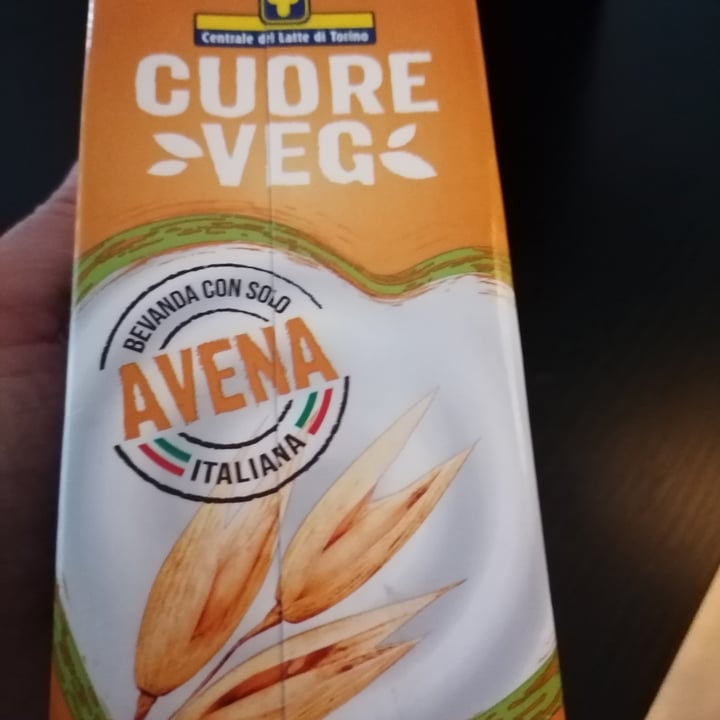 Centrale del Latte di Torino
CUORE
VEG
BEVANDA CON SOLO
AVENA
ITALIANA